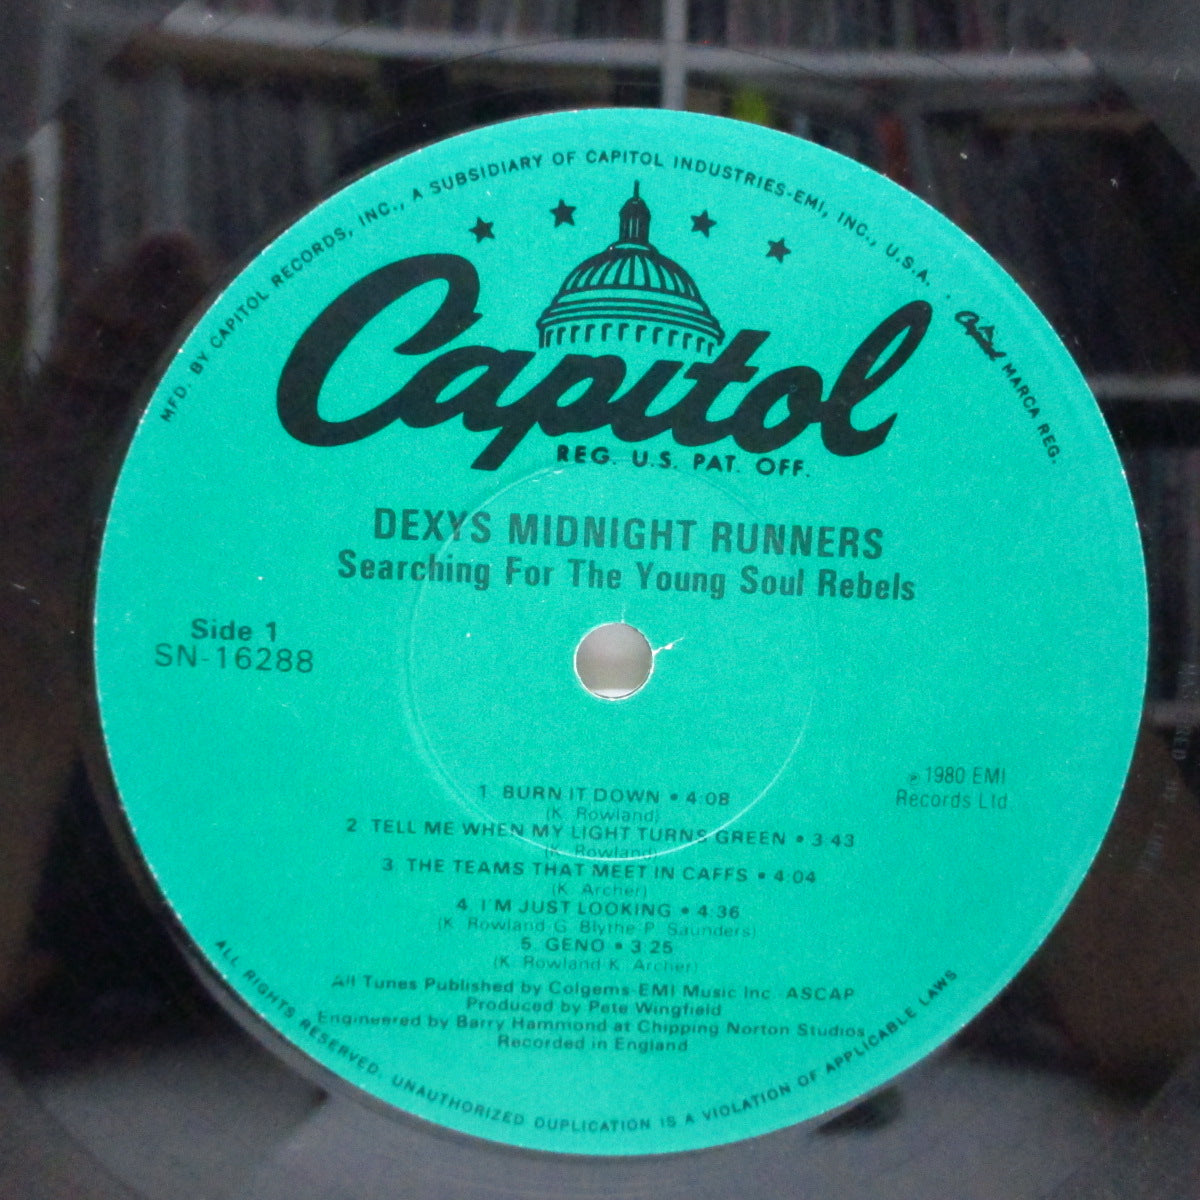 MFD. BY CAPITOL RECORDS, INC., A SUBSIDIARY OF CAPITOL INDUSTRIES-EMI, INC., U.S.A. · Capitol MARCA REG.
Capitol
REG. U.S. PAT. OFF.
DEXYS MIDNIGHT RUNNERS
Searching For The Young Soul Rebels
Side 1
SN-16288
℗ 1980 EMI
Records Ltd
1. BURN IT DOWN • 4:08
(K. Rowland)
2. TELL ME WHEN MY LIGHT TURNS GREEN • 3:43
(K. Rowland)
3. THE TEAMS THAT MEET IN CAFFS • 4:04
(K. Archer)
4. I'M JUST LOOKING • 4:36
(K. Rowland-G. Blythe-P. Saunders)
5. GENO • 3:25
(K. Rowland-K. Archer)
All Tunes Published by Colgems-EMI Music Inc. ASCAP
Produced by Pete Wingfield
Engineered by Barry Hammond at Chipping Norton Studios
Recorded in England
ALL RIGHTS RESERVED. UNAUTHORIZED DUPLICATION IS A VIOLATION OF APPLICABLE LAWS